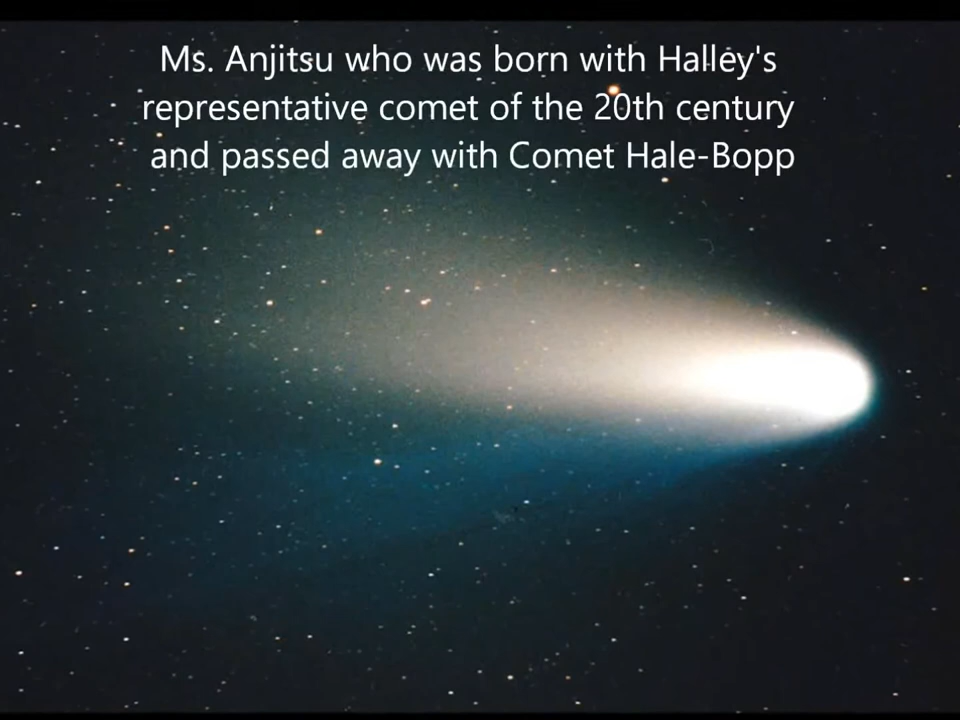 Ms. Anjitsu who was born with Halley's
representative comet of the 20th century
and passed away with Comet Hale-Bopp